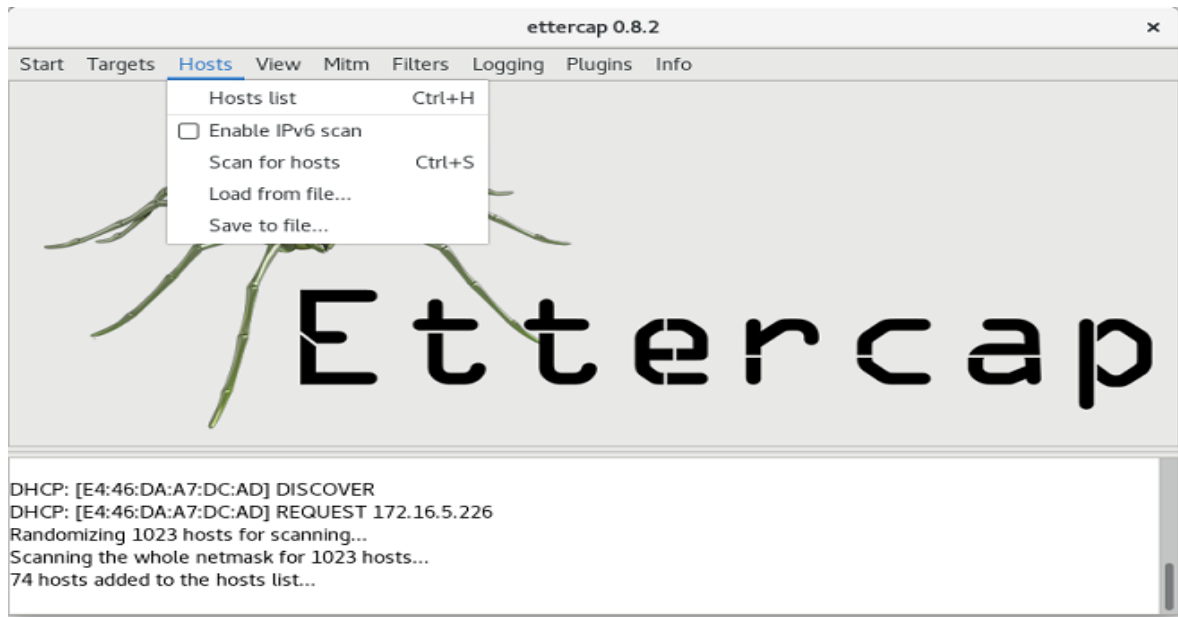 ettercap 0.8.2 ×
Start Targets Hosts View Mitm Filters Logging Plugins Info
Hosts list Ctrl+H
Enable IPv6 scan
Scan for hosts Ctrl+S
Load from file...
Save to file...
Ettercap
DHCP: [E4:46:DA:A7:DC:AD] DISCOVER
DHCP: [E4:46:DA:A7:DC:AD] REQUEST 172.16.5.226
Randomizing 1023 hosts for scanning...
Scanning the whole netmask for 1023 hosts...
74 hosts added to the hosts list...